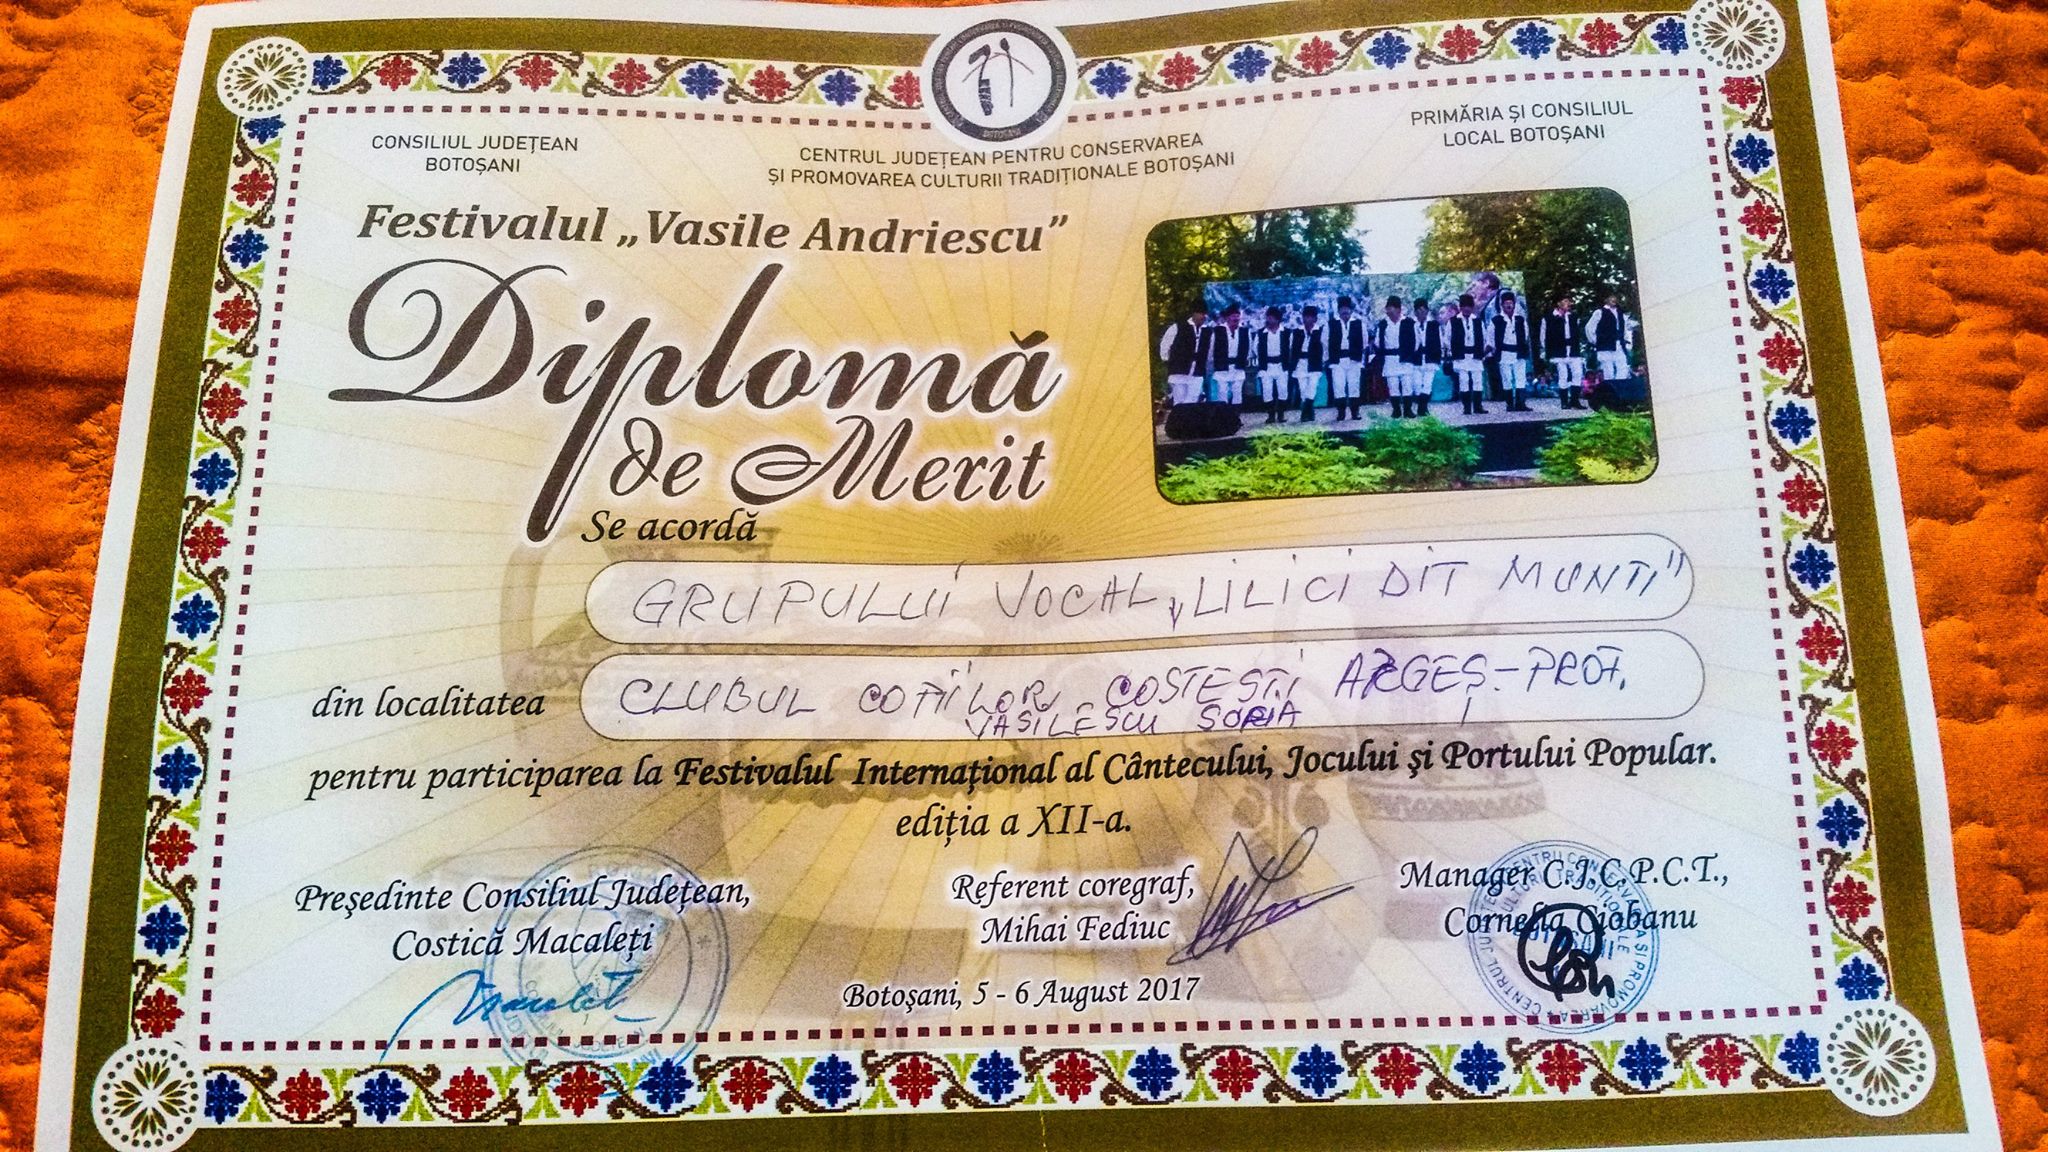 CONSILIUL JUDEȚEAN
BOTOȘANI
CENTRUL JUDEȚEAN PENTRU CONSERVAREA
ȘI PROMOVAREA CULTURII TRADIȚIONALE BOTOȘANI
PRIMĂRIA ȘI CONSILIUL
LOCAL BOTOȘANI
BOTOȘANI
Festivalul „Vasile Andriescu”
Diplomă
de Merit
Se acordă
GRUPULUI VOCAL „LILICI DIT MUNTI”
din localitatea CLUBUL COPIILOR COSTEȘTI ARGEȘ - PROF.
VASILESCU SORIA
pentru participarea la Festivalul Internațional al Cântecului, Jocului și Portului Popular.
ediția a XII-a.
Președinte Consiliul Județean,
Costică Macaleți
Referent coregraf,
Mihai Fediuc
Manager C.J.C.P.C.T.,
Cornelia Ciobanu
Botoșani, 5 - 6 August 2017